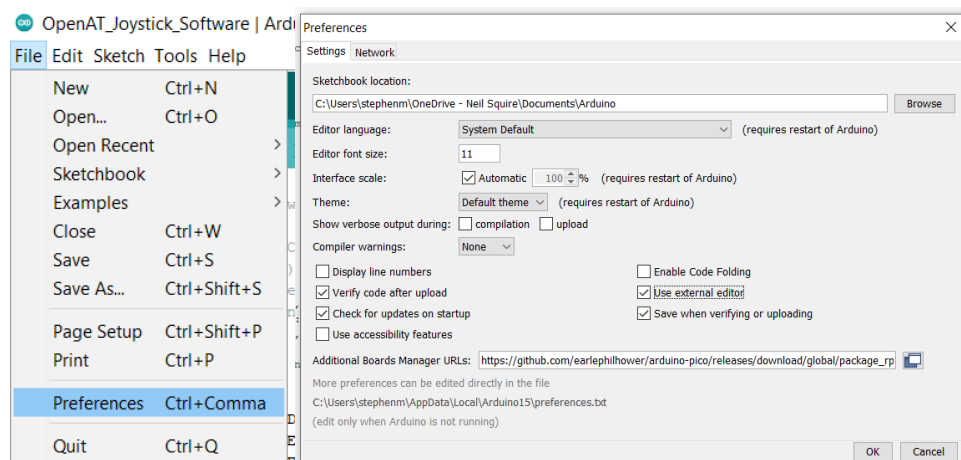 OpenAT_Joystick_Software | Ard
File Edit Sketch Tools Help
New Ctrl+N
Open... Ctrl+O
Open Recent
Sketchbook
Examples
Close Ctrl+W
Save Ctrl+S
Save As... Ctrl+Shift+S
Page Setup Ctrl+Shift+P
Print Ctrl+P
Preferences Ctrl+Comma
Quit Ctrl+Q
Preferences
Settings Network
Sketchbook location:
C:\Users\stephenm\OneDrive - Neil Squire\Documents\Arduino Browse
Editor language: System Default (requires restart of Arduino)
Editor font size: 11
Interface scale: Automatic 100 % (requires restart of Arduino)
Theme: Default theme (requires restart of Arduino)
Show verbose output during: compilation upload
Compiler warnings: None
Display line numbers Enable Code Folding
Verify code after upload Use external editor
Check for updates on startup Save when verifying or uploading
Use accessibility features
Additional Boards Manager URLs: https://github.com/earlephilhower/arduino-pico/releases/download/global/package_rp
More preferences can be edited directly in the file
C:\Users\stephenm\AppData\Local\Arduino15\preferences.txt
(edit only when Arduino is not running)
OK Cancel